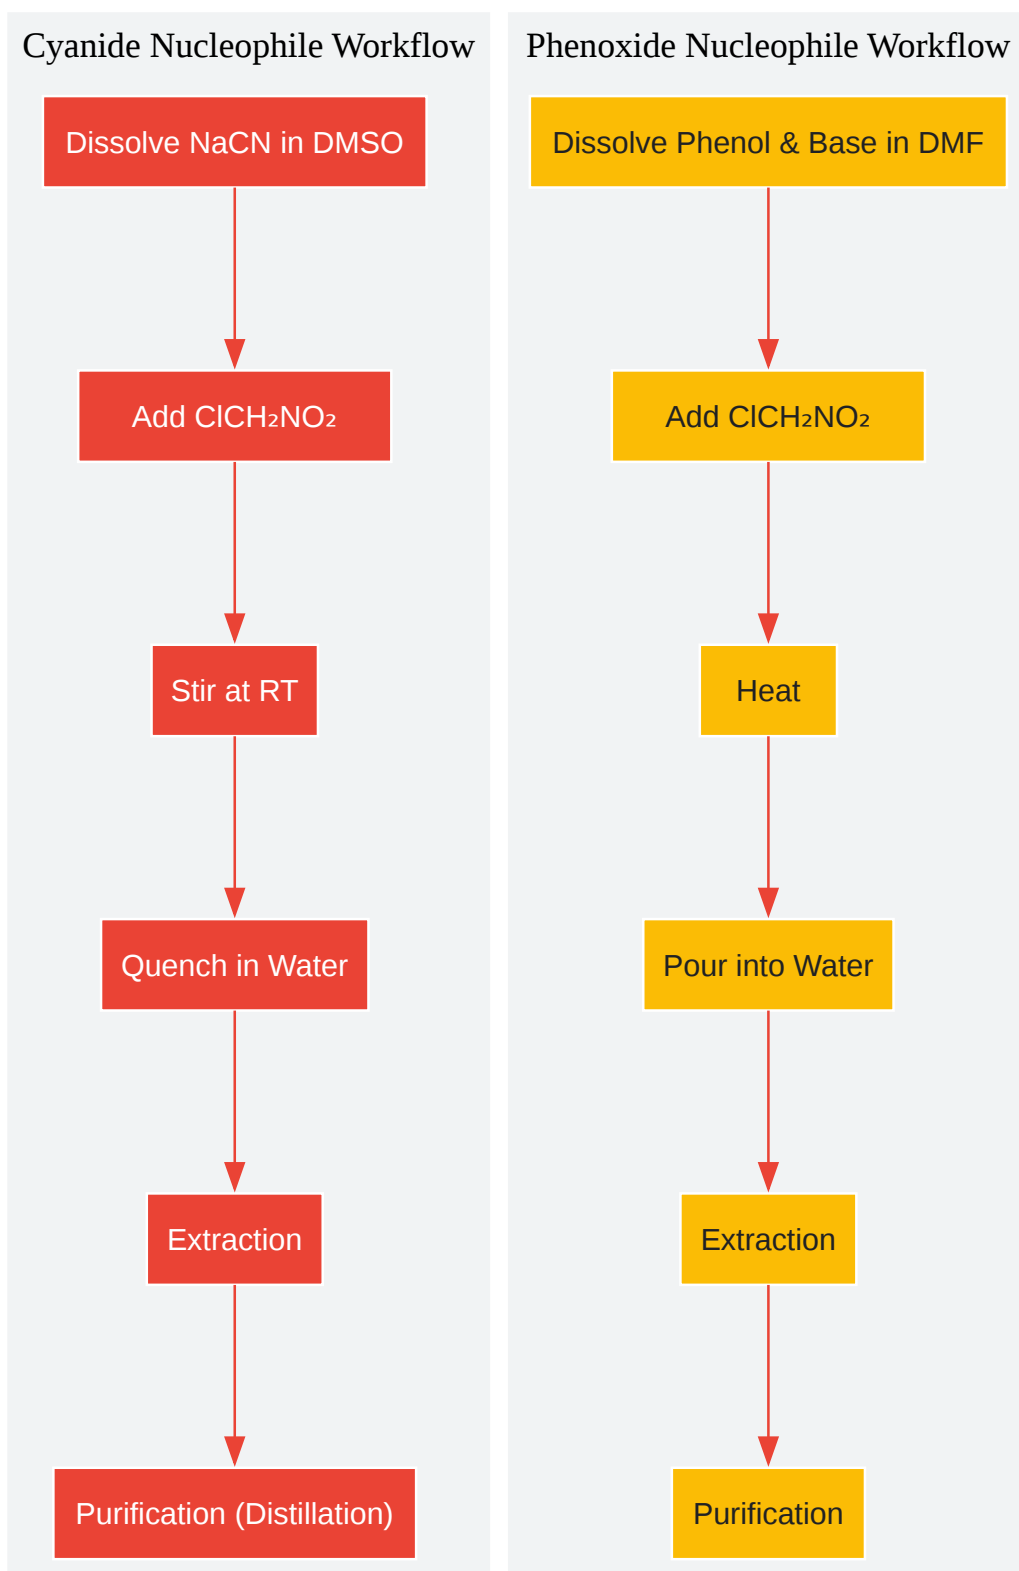 Cyanide Nucleophile Workflow
Dissolve NaCN in DMSO
Add ClCH₂NO₂
Stir at RT
Quench in Water
Extraction
Purification (Distillation)
Phenoxide Nucleophile Workflow
Dissolve Phenol & Base in DMF
Add ClCH₂NO₂
Heat
Pour into Water
Extraction
Purification